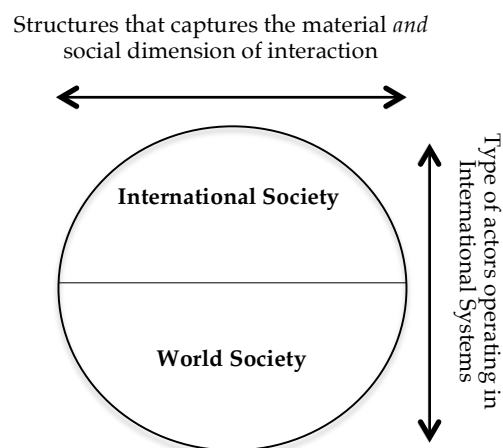 Structures that captures the material and
social dimension of interaction
International Society
World Society
Type of actors operating in
International Systems